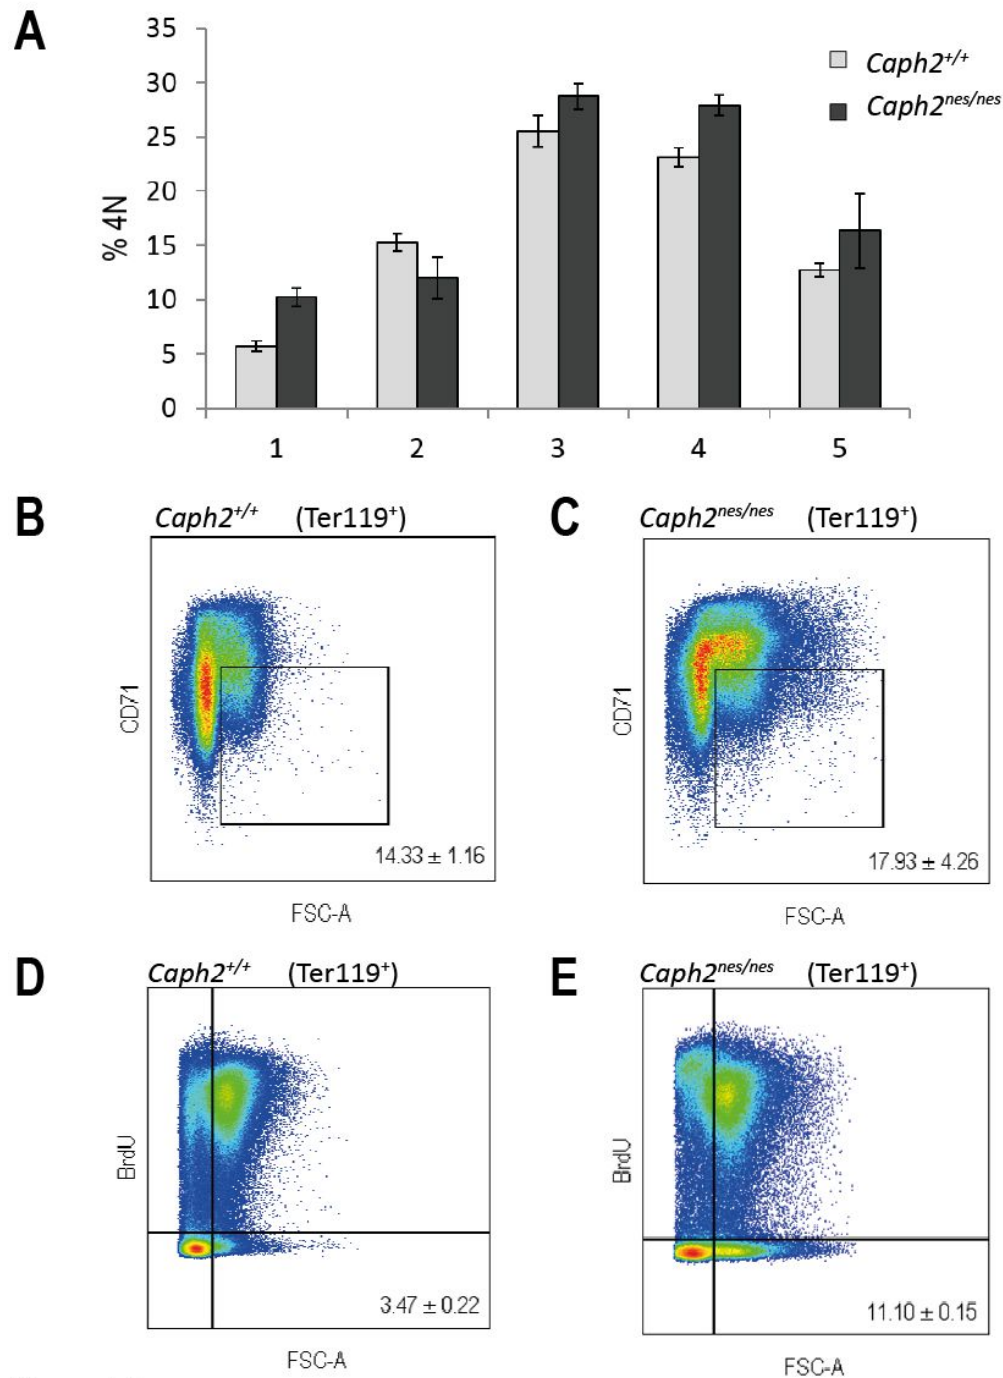 A
35
30
25
20
15
10
5
0
% 4N
Caph2+/+
Caph2nes/nes
1 2 3 4 5
B Caph2+/+ (Ter119+)
CD71
14.33 ± 1.16
FSC-A
C Caph2nes/nes (Ter119+)
CD71
17.93 ± 4.26
FSC-A
D Caph2+/+ (Ter119+)
BrdU
3.47 ± 0.22
FSC-A
E Caph2nes/nes (Ter119+)
BrdU
11.10 ± 0.15
FSC-A